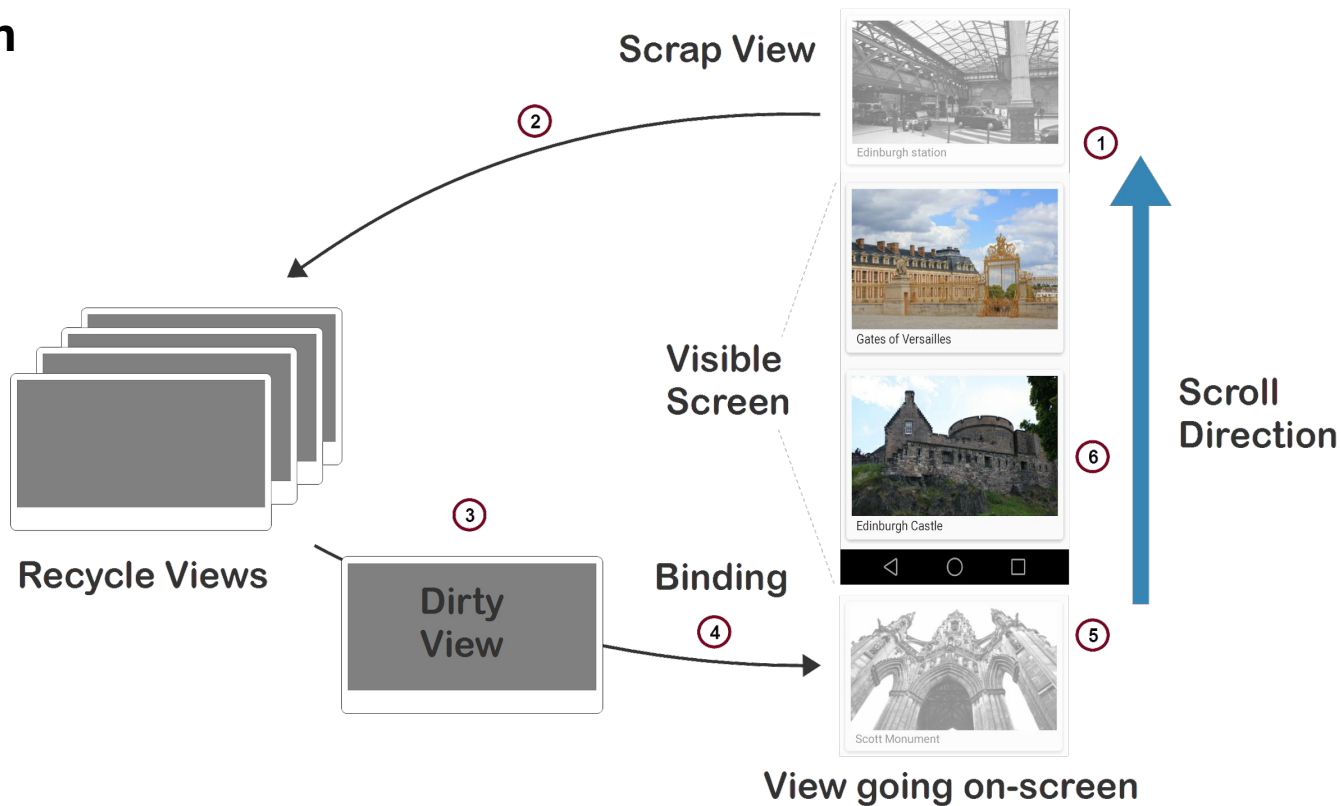 n
Scrap View
2
Edinburgh station
1
Gates of Versailles
Visible
Screen
Scroll
Direction
6
Edinburgh Castle
3
Recycle Views
Dirty
View
Binding
4
5
Scott Monument
View going on-screen